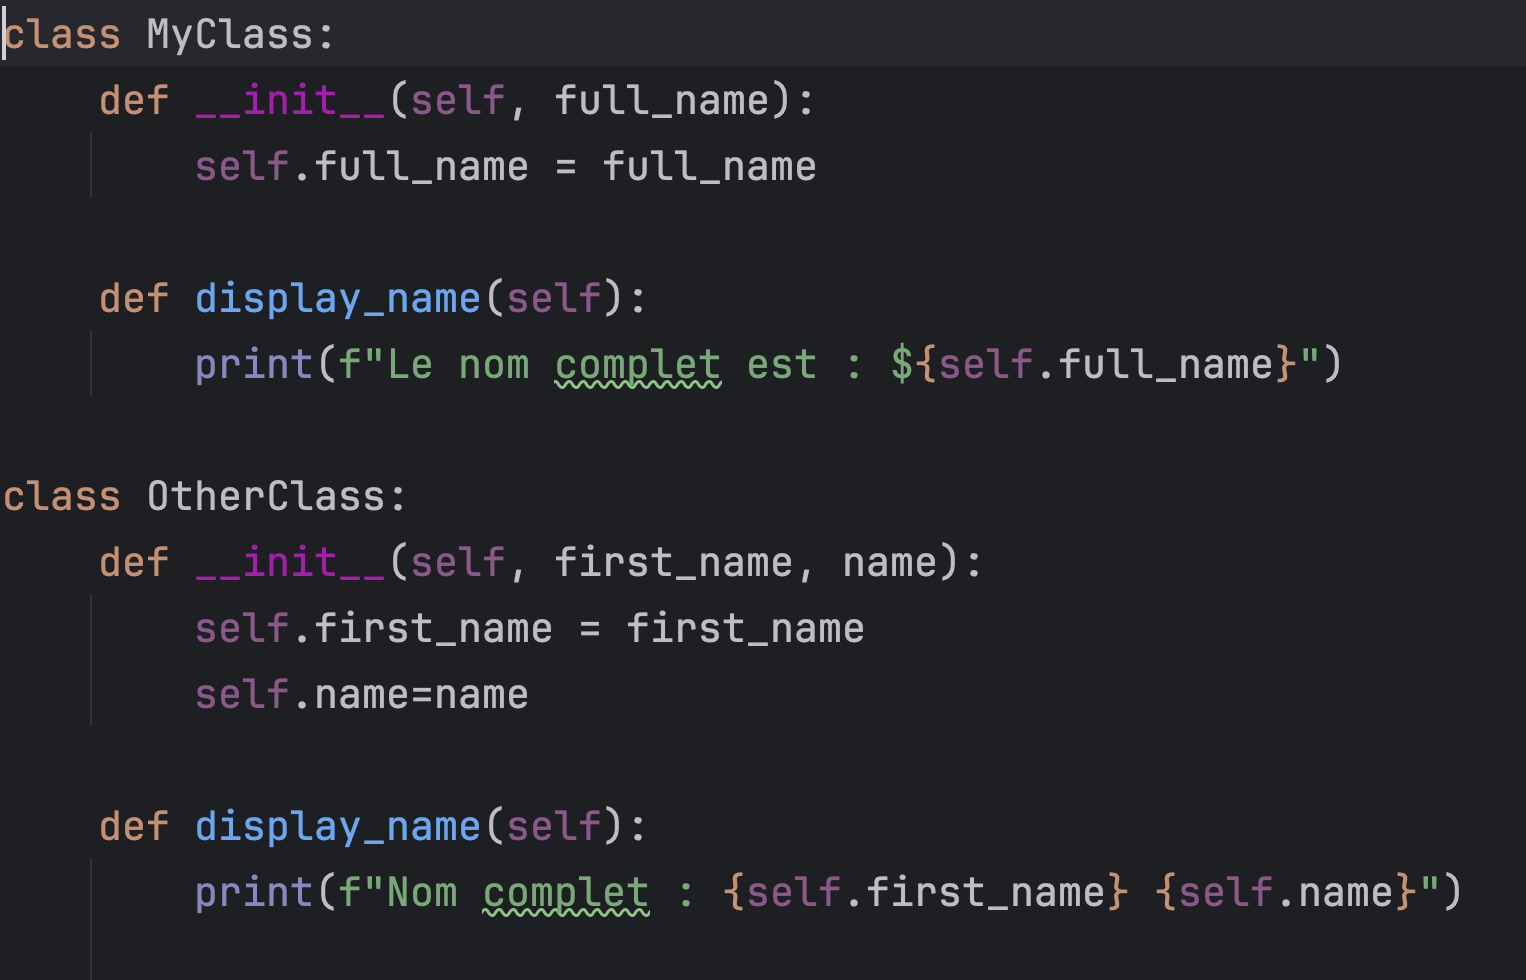 class MyClass:
    def __init__(self, full_name):
        self.full_name = full_name
    def display_name(self):
        print(f"Le nom complet est : ${self.full_name}")
class OtherClass:
    def __init__(self, first_name, name):
        self.first_name = first_name
        self.name=name
    def display_name(self):
        print(f"Nom complet : {self.first_name} {self.name}")